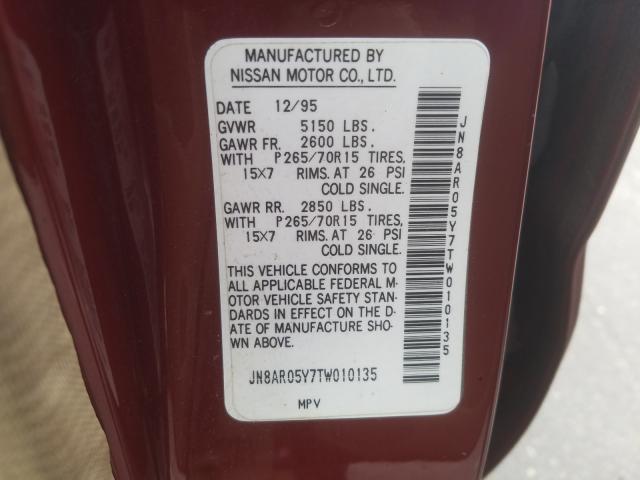 MANUFACTURED BY
NISSAN MOTOR CO., LTD.
DATE 12/95
GVWR 5150 LBS.
GAWR FR. 2600 LBS.
WITH P265/70R15 TIRES,
15X7 RIMS. AT 26 PSI
COLD SINGLE.
GAWR RR. 2850 LBS.
WITH P265/70R15 TIRES,
15X7 RIMS. AT 26 PSI
COLD SINGLE.
THIS VEHICLE CONFORMS TO
ALL APPLICABLE FEDERAL M-
OTOR VEHICLE SAFETY STAN-
DARDS IN EFFECT ON THE D-
ATE OF MANUFACTURE SHO-
WN ABOVE.
JN8AR05Y7TW010135
MPV
JN8AR05Y7TW010135